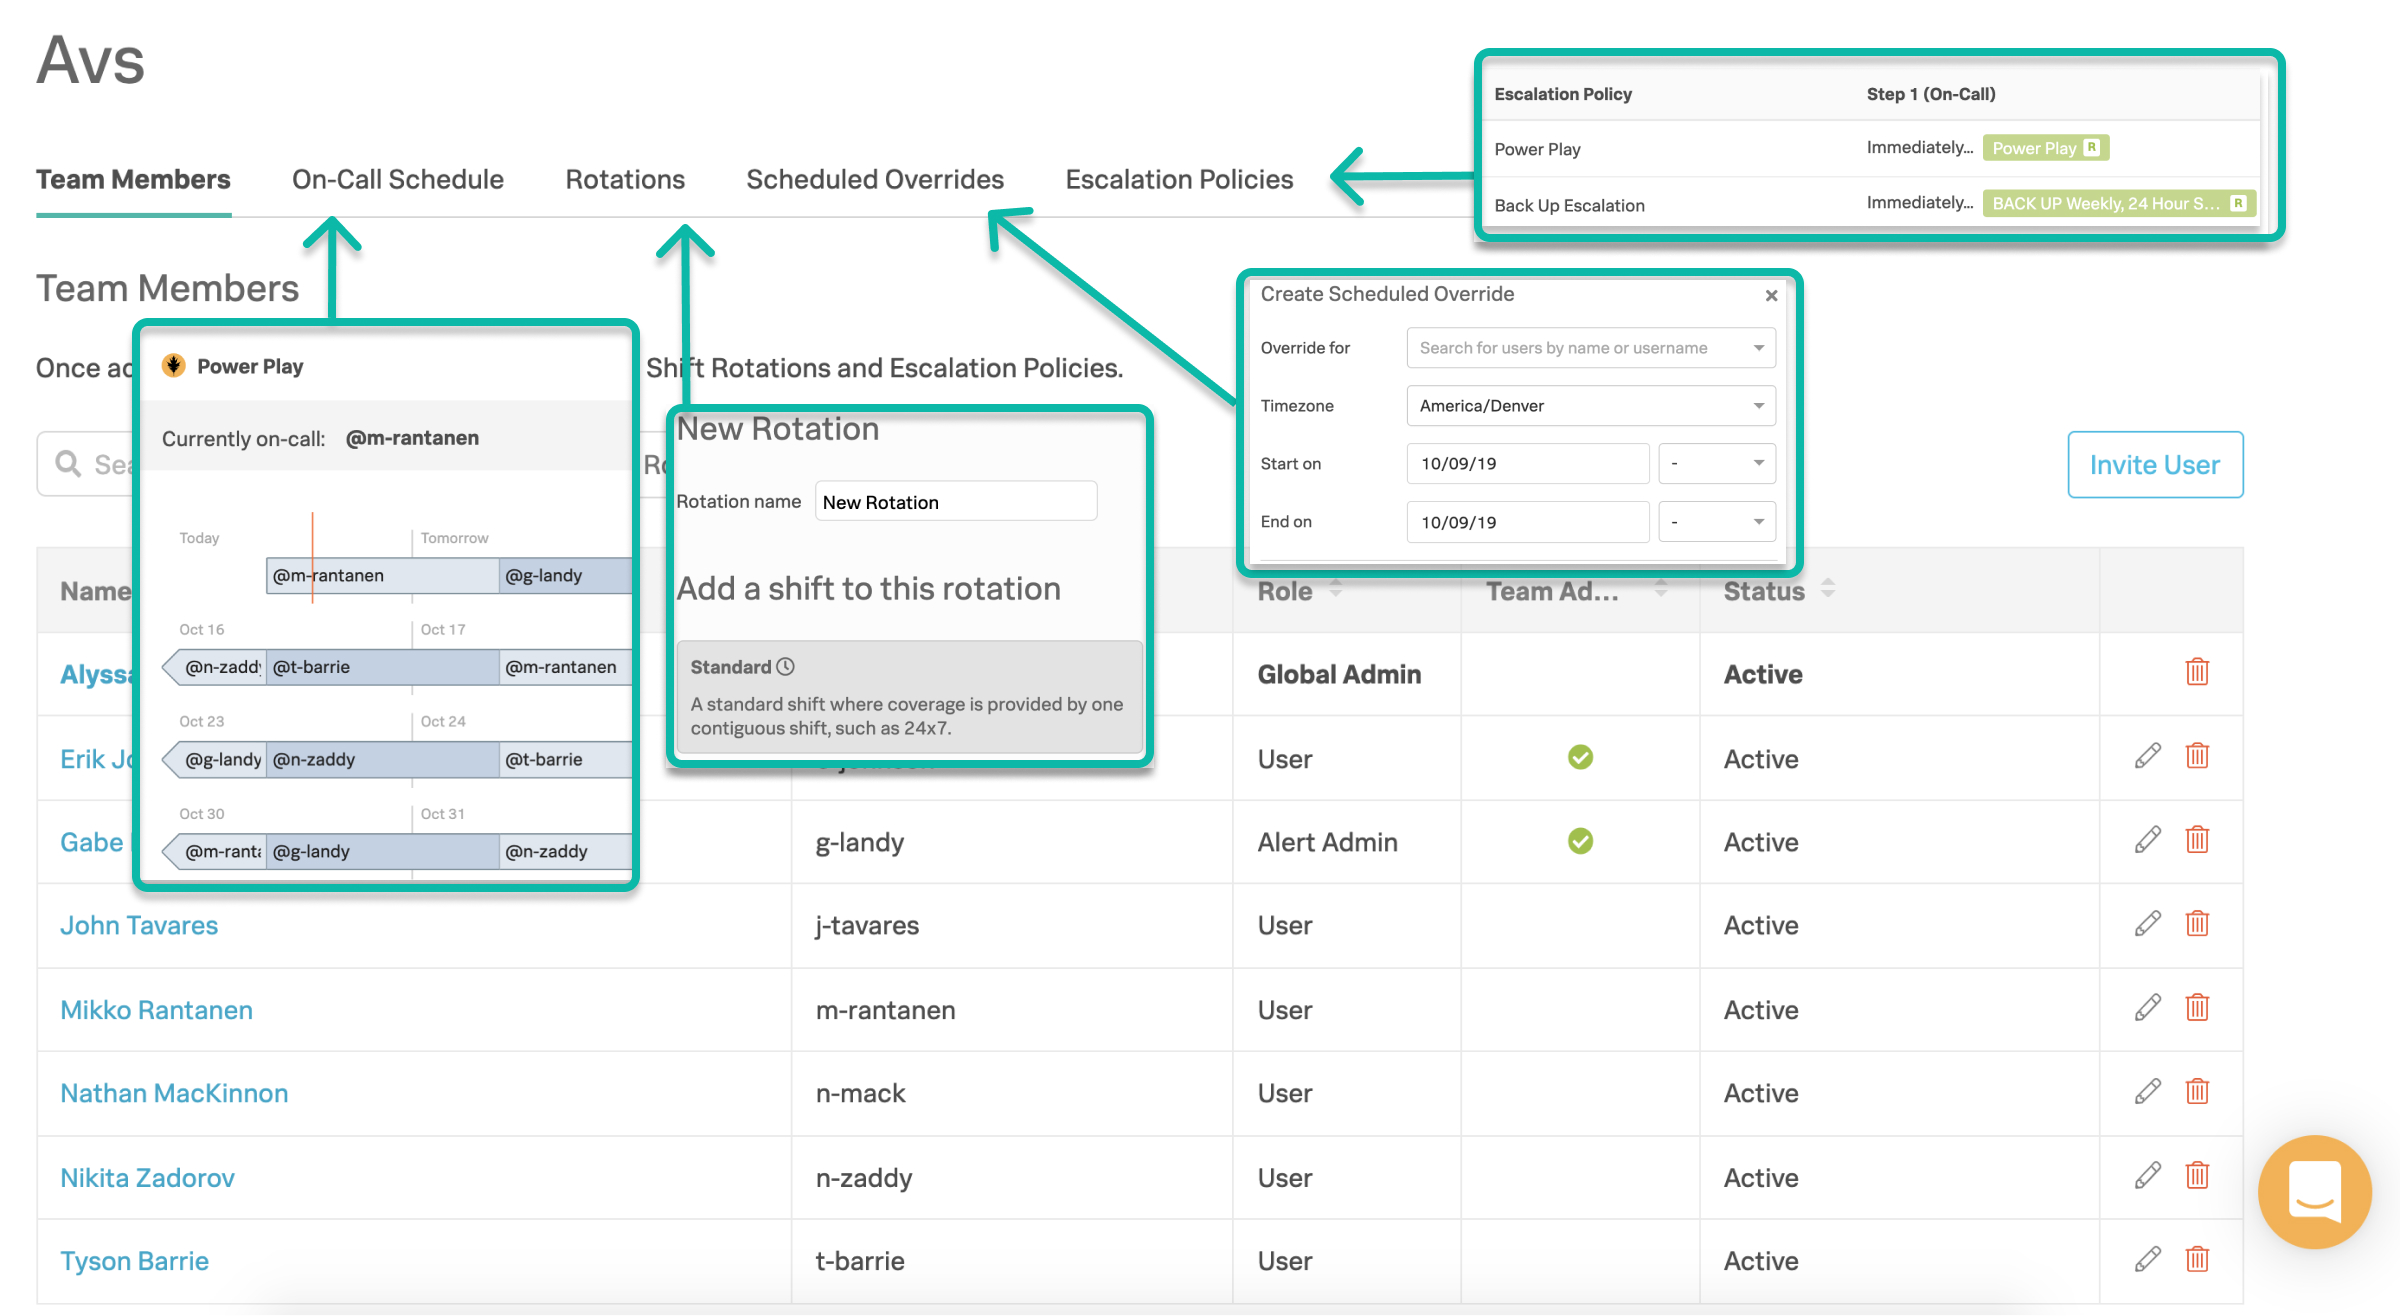 Avs
Team Members
On-Call Schedule
Rotations
Scheduled Overrides
Escalation Policies
Escalation Policy
Step 1 (On-Call)
Power Play
Immediately...
Power Play R
Back Up Escalation
Immediately...
BACK UP Weekly, 24 Hour S... R
Team Members
Once
Shift Rotations and Escalation Policies.
Invite User
Power Play
Currently on-call: @m-rantanen
Today
Tomorrow
@m-rantanen
@g-landy
Oct 16
Oct 17
@n-zaddy
@t-barrie
@m-rantanen
Oct 23
Oct 24
@g-landy
@n-zaddy
@t-barrie
Oct 30
Oct 31
@m-ranta
@g-landy
@n-zaddy
New Rotation
Rotation name
New Rotation
Add a shift to this rotation
Standard
A standard shift where coverage is provided by one
contiguous shift, such as 24x7.
Create Scheduled Override
Override for
Search for users by name or username
Timezone
America/Denver
Start on
10/09/19
-
End on
10/09/19
-
Name
Role
Team Ad...
Status
Alyssa
Global Admin
Active
Erik
User
Active
Gabe
g-landy
Alert Admin
Active
John Tavares
j-tavares
User
Active
Mikko Rantanen
m-rantanen
User
Active
Nathan MacKinnon
n-mack
User
Active
Nikita Zadorov
n-zaddy
User
Active
Tyson Barrie
t-barrie
User
Active